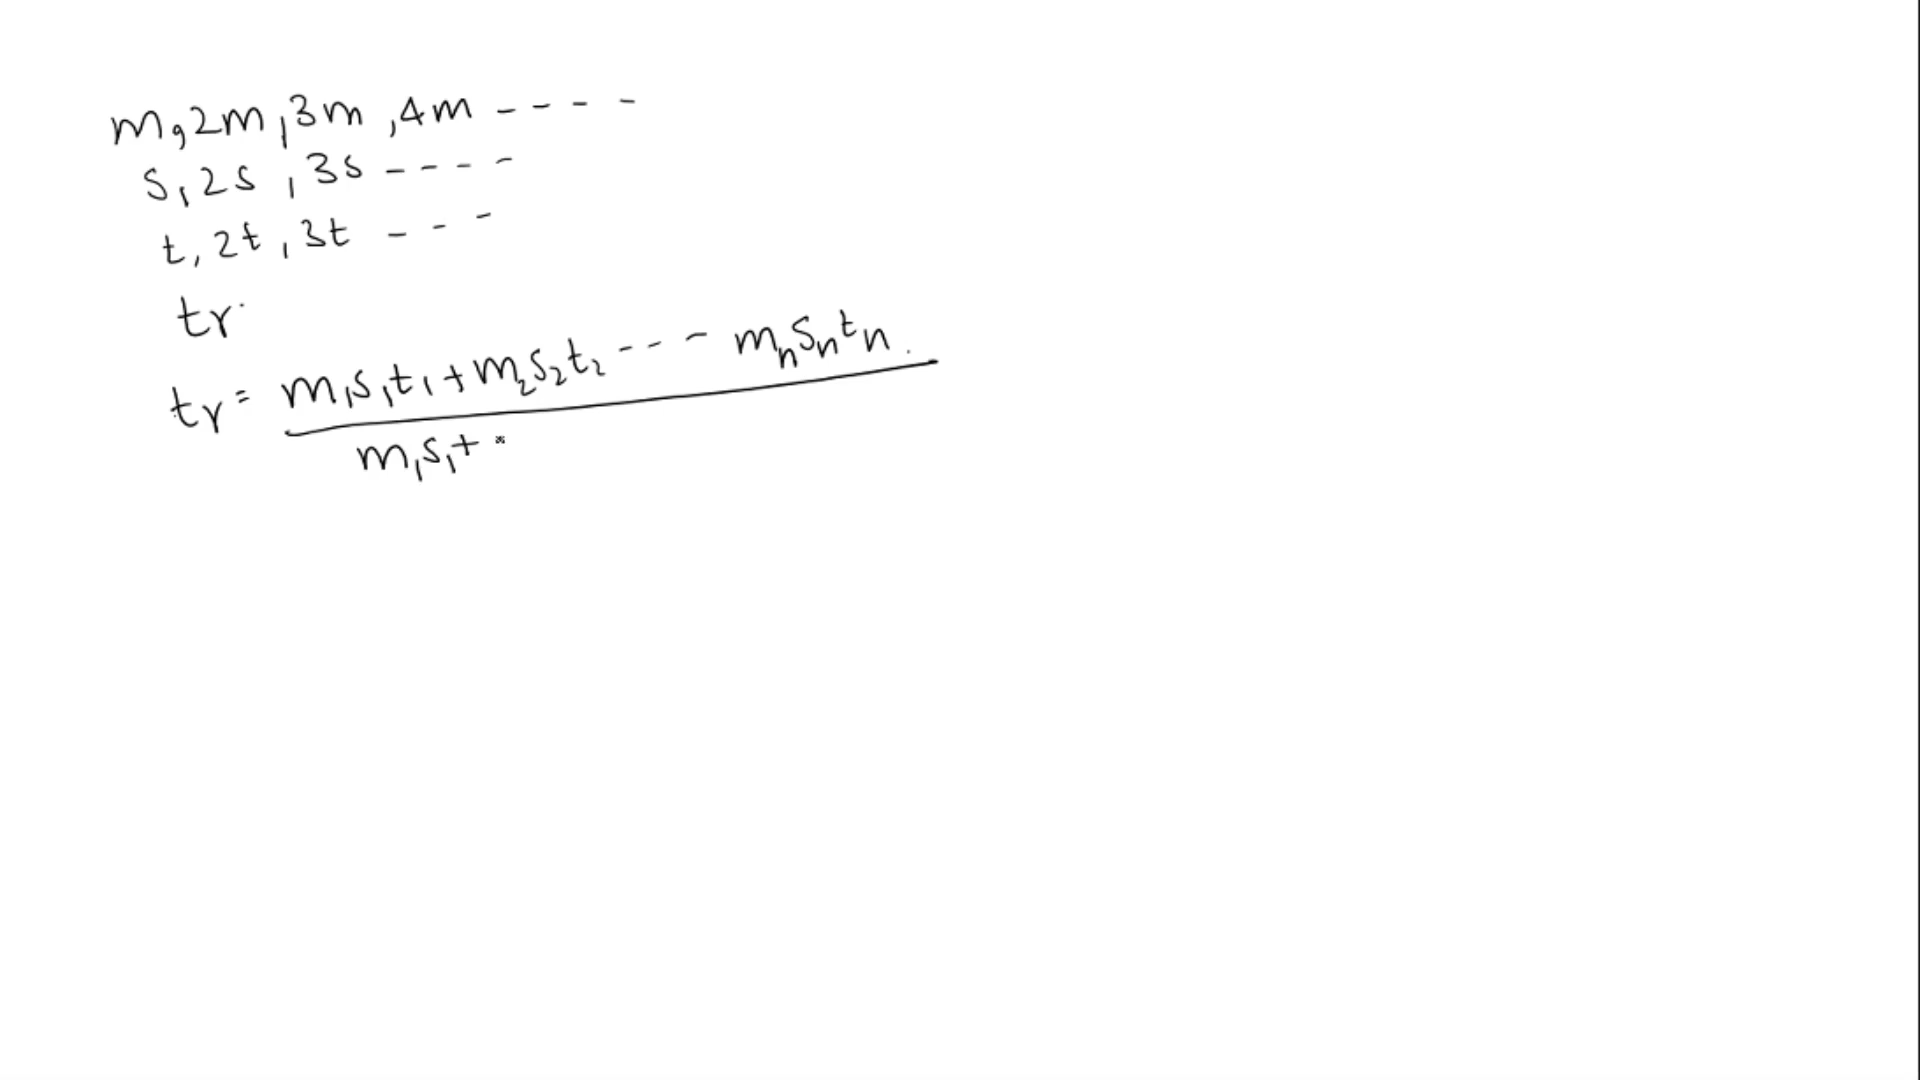 m, 2m, 3m, 4m - - - -
s, 2s, 3s - - - -
t, 2t, 3t - - -
tr.
tr = m₁s₁t₁ + m₂s₂t₂ - - - mₙsₙtₙ.
m₁s₁ +